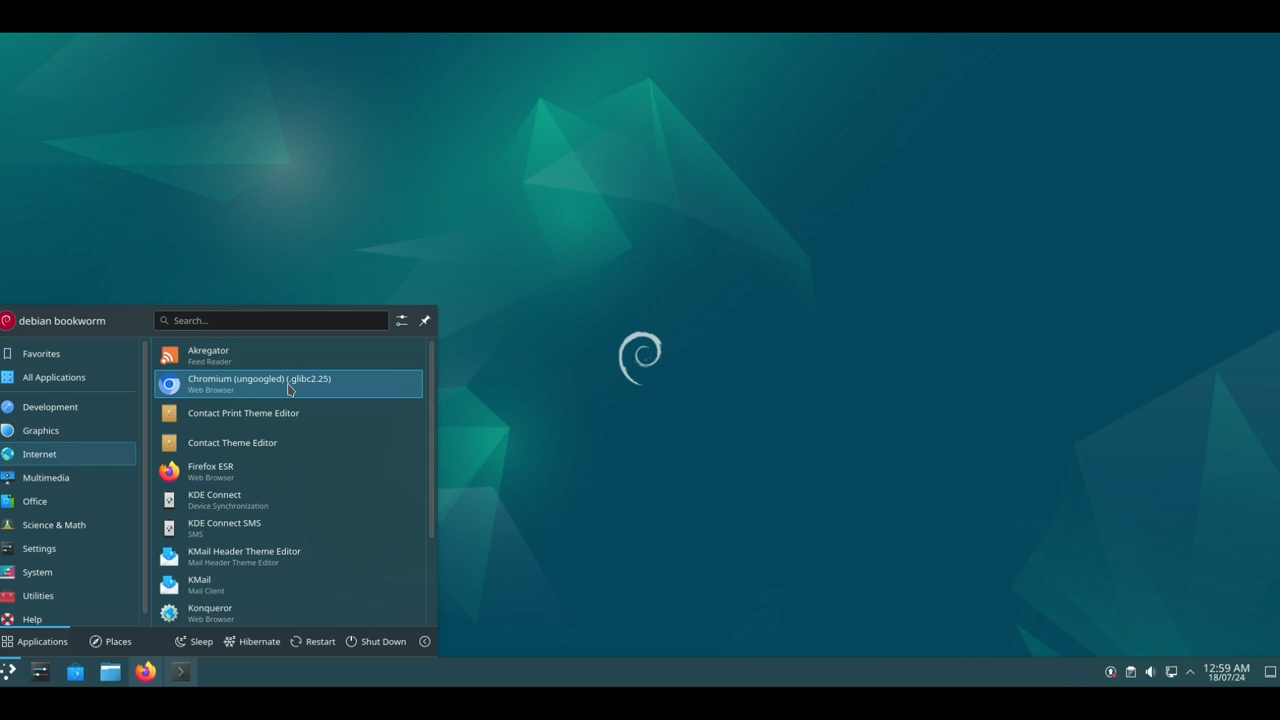 debian bookworm
Search...
Favorites
All Applications
Development
Graphics
Internet
Multimedia
Office
Science & Math
Settings
System
Utilities
Help
Akregator
Feed Reader
Chromium (ungoogled) (.glibc2.25)
Web Browser
Contact Print Theme Editor
Contact Theme Editor
Firefox ESR
Web Browser
KDE Connect
Device Synchronization
KDE Connect SMS
SMS
KMail Header Theme Editor
Mail Header Theme Editor
KMail
Mail Client
Konqueror
Web Browser
Applications
Places
Sleep
Hibernate
Restart
Shut Down
12:59 AM
18/07/24